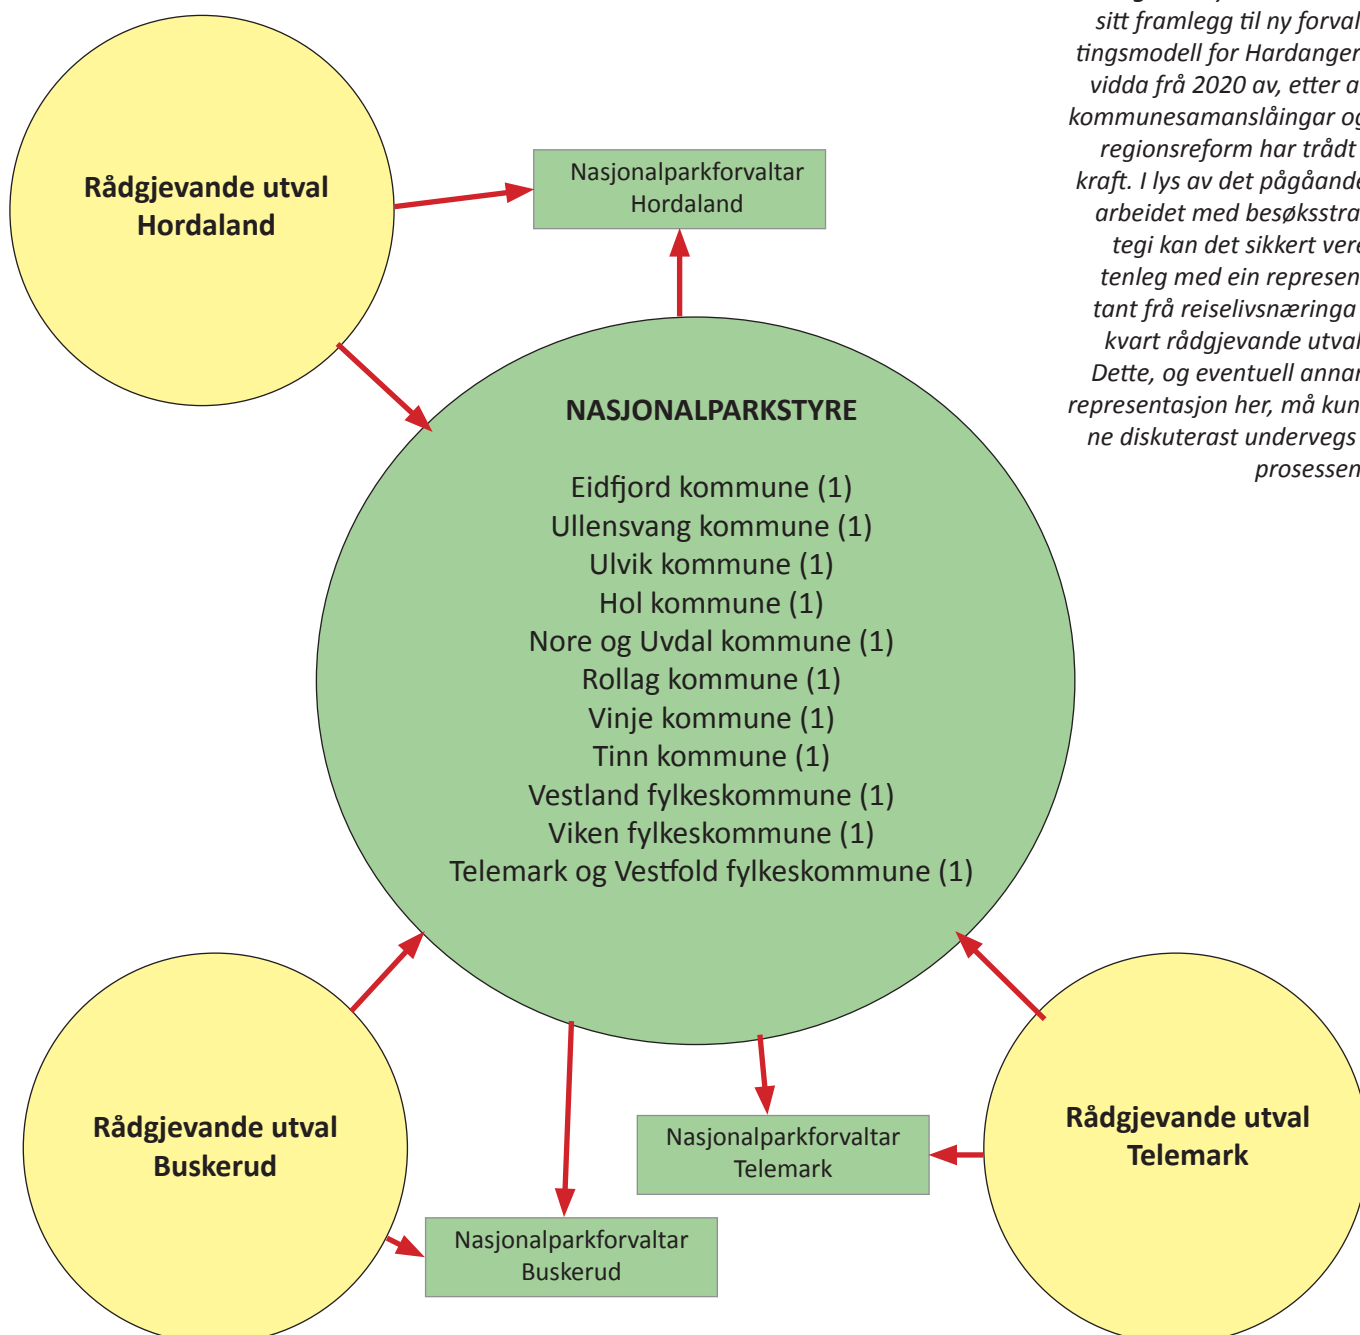 sitt framlegg til ny forval-
tingsmodell for Hardanger-
vidda frå 2020 av, etter a
kommunesamanslåingar og
regionsreform har trådt
kraft. I lys av det pågåande
arbeidet med besøksstra-
tegi kan det sikkert vere
tenleg med ein represen-
tant frå reiselivsnæringa
kvart rådgjevande utval
Dette, og eventuell annan
representasjon her, må kun-
ne diskuterast undervegs
prosessen
Rådgjevande utval
Hordaland
Nasjonalparkforvaltar
Hordaland
NASJONALPARKSTYRE
Eidfjord kommune (1)
Ullensvang kommune (1)
Ulvik kommune (1)
Hol kommune (1)
Nore og Uvdal kommune (1)
Rollag kommune (1)
Vinje kommune (1)
Tinn kommune (1)
Vestland fylkeskommune (1)
Viken fylkeskommune (1)
Telemark og Vestfold fylkeskommune (1)
Rådgjevande utval
Buskerud
Nasjonalparkforvaltar
Buskerud
Nasjonalparkforvaltar
Telemark
Rådgjevande utval
Telemark